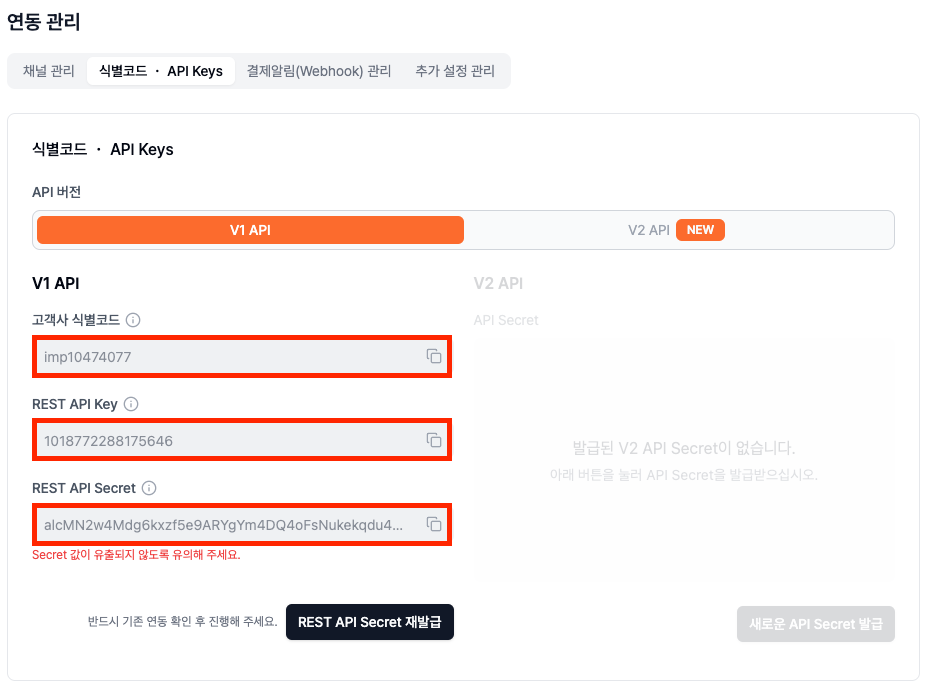 연동 관리
채널 관리 식별코드 · API Keys 결제알림(Webhook) 관리 추가 설정 관리
식별코드 · API Keys
API 버전
V1 API V2 API NEW
V1 API
고객사 식별코드
imp10474077
REST API Key
1018772288175646
REST API Secret
alcMN2w4Mdg6kxzf5e9ARYgYm4DQ4oFsNukekqdu4...
Secret 값이 유출되지 않도록 유의해 주세요.
반드시 기존 연동 확인 후 진행해 주세요. REST API Secret 재발급
V2 API
API Secret
발급된 V2 API Secret이 없습니다.
아래 버튼을 눌러 API Secret을 발급받으십시오.
새로운 API Secret 발급